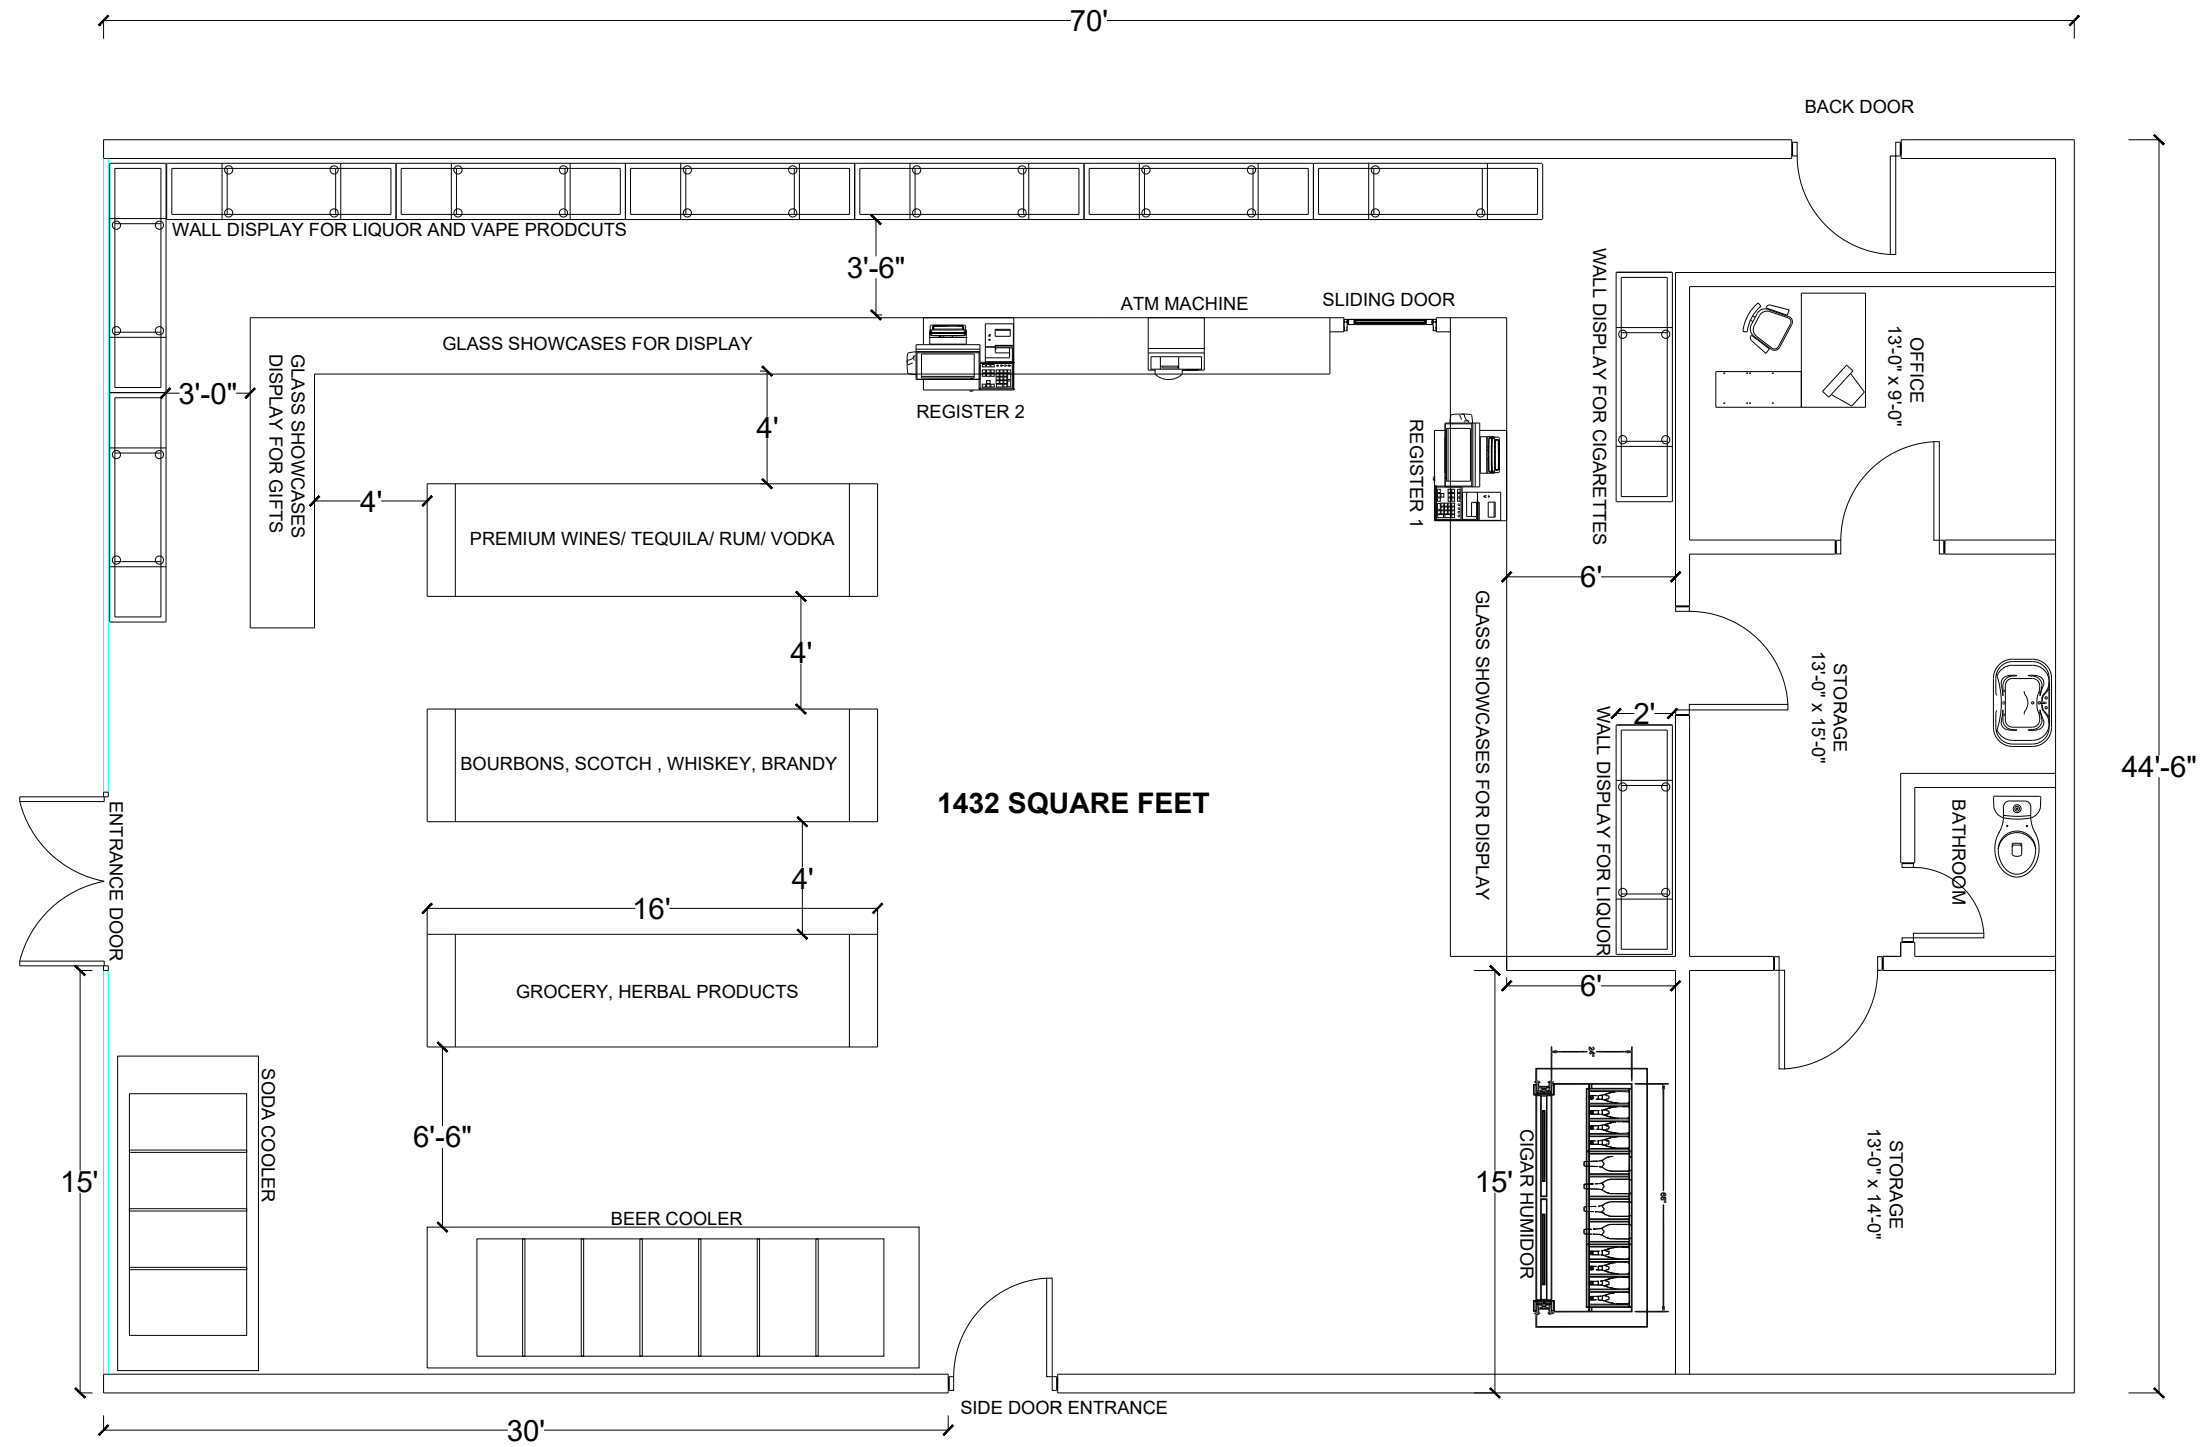 70'
BACK DOOR
WALL DISPLAY FOR LIQUOR AND VAPE PRODCUTS
3'-6"
ATM MACHINE
SLIDING DOOR
GLASS SHOWCASES FOR DISPLAY
REGISTER 2
3'-0"
GLASS SHOWCASES
DISPLAY FOR GIFTS
4'
4'
REGISTER 1
WALL DISPLAY FOR CIGARETTES
OFFICE
13'-0" x 9'-0"
PREMIUM WINES/ TEQUILA/ RUM/ VODKA
6'
4'
GLASS SHOWCASES FOR DISPLAY
STORAGE
13'-0" x 15'-0"
2'
WALL DISPLAY FOR LIQUOR
BOURBONS, SCOTCH , WHISKEY, BRANDY
44'-6"
1432 SQUARE FEET
ENTRANCE DOOR
BATHROOM
4'
16'
GROCERY, HERBAL PRODUCTS
6'
24"
SODA COOLER
6'-6"
15'
15'
CIGAR HUMIDOR
68"
STORAGE
13'-0" x 14'-0"
BEER COOLER
SIDE DOOR ENTRANCE
30'